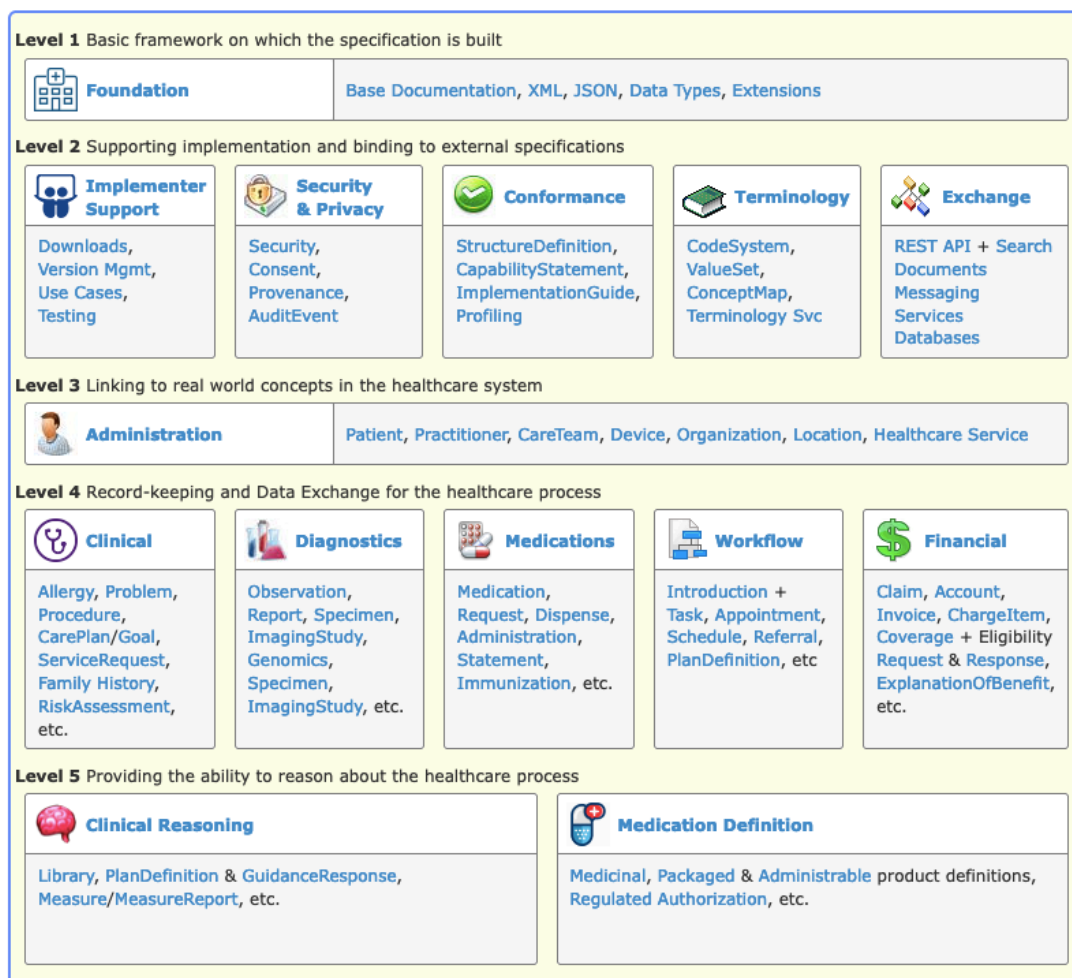 Level 1 Basic framework on which the specification is built
Foundation
Base Documentation, XML, JSON, Data Types, Extensions
Level 2 Supporting implementation and binding to external specifications
Implementer
Support
Downloads,
Version Mgmt,
Use Cases,
Testing
Security
& Privacy
Security,
Consent,
Provenance,
AuditEvent
Conformance
StructureDefinition,
CapabilityStatement,
ImplementationGuide,
Profiling
Terminology
CodeSystem,
ValueSet,
ConceptMap,
Terminology Svc
Exchange
REST API + Search
Documents
Messaging
Services
Databases
Level 3 Linking to real world concepts in the healthcare system
Administration
Patient, Practitioner, CareTeam, Device, Organization, Location, Healthcare Service
Level 4 Record-keeping and Data Exchange for the healthcare process
Clinical
Allergy, Problem,
Procedure,
CarePlan/Goal,
ServiceRequest,
Family History,
RiskAssessment,
etc.
Diagnostics
Observation,
Report, Specimen,
ImagingStudy,
Genomics,
Specimen,
ImagingStudy, etc.
Medications
Medication,
Request, Dispense,
Administration,
Statement,
Immunization, etc.
Workflow
Introduction +
Task, Appointment,
Schedule, Referral,
PlanDefinition, etc
Financial
Claim, Account,
Invoice, ChargeItem,
Coverage + Eligibility
Request & Response,
ExplanationOfBenefit,
etc.
Level 5 Providing the ability to reason about the healthcare process
Clinical Reasoning
Library, PlanDefinition & GuidanceResponse,
Measure/MeasureReport, etc.
Medication Definition
Medicinal, Packaged & Administrable product definitions,
Regulated Authorization, etc.